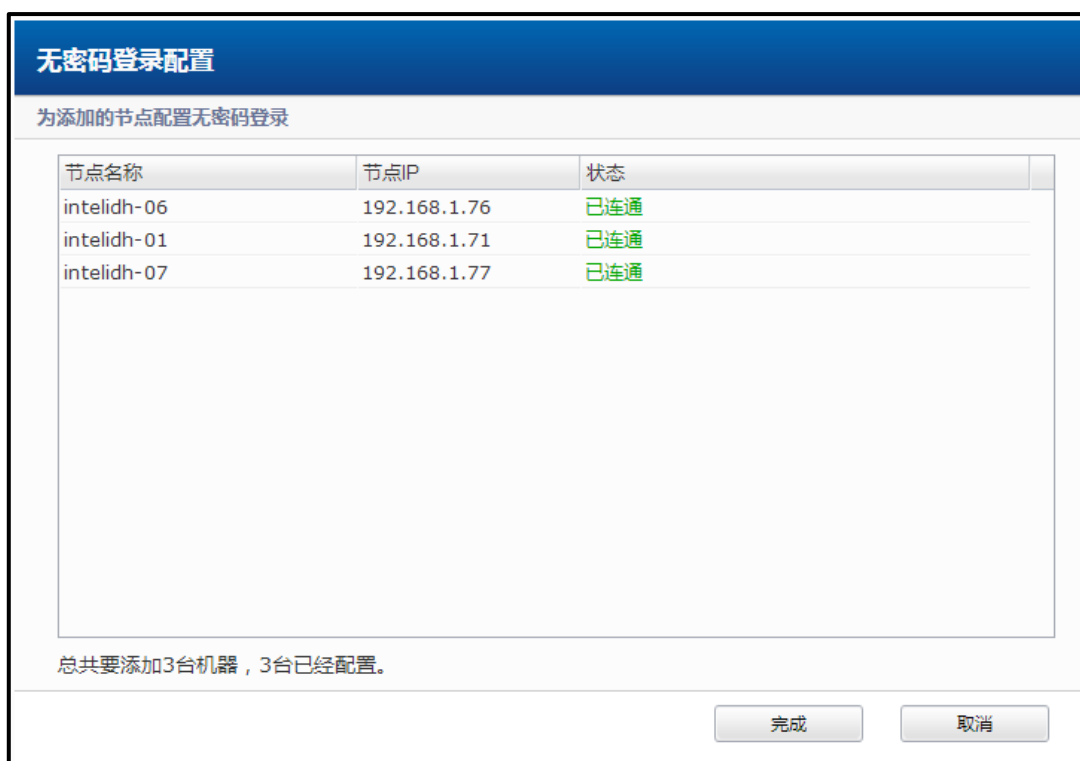 无密码登录配置
为添加的节点配置无密码登录
节点名称 节点IP 状态
intelidh-06 192.168.1.76 已连通
intelidh-01 192.168.1.71 已连通
intelidh-07 192.168.1.77 已连通
总共要添加3台机器，3台已经配置。
完成 取消